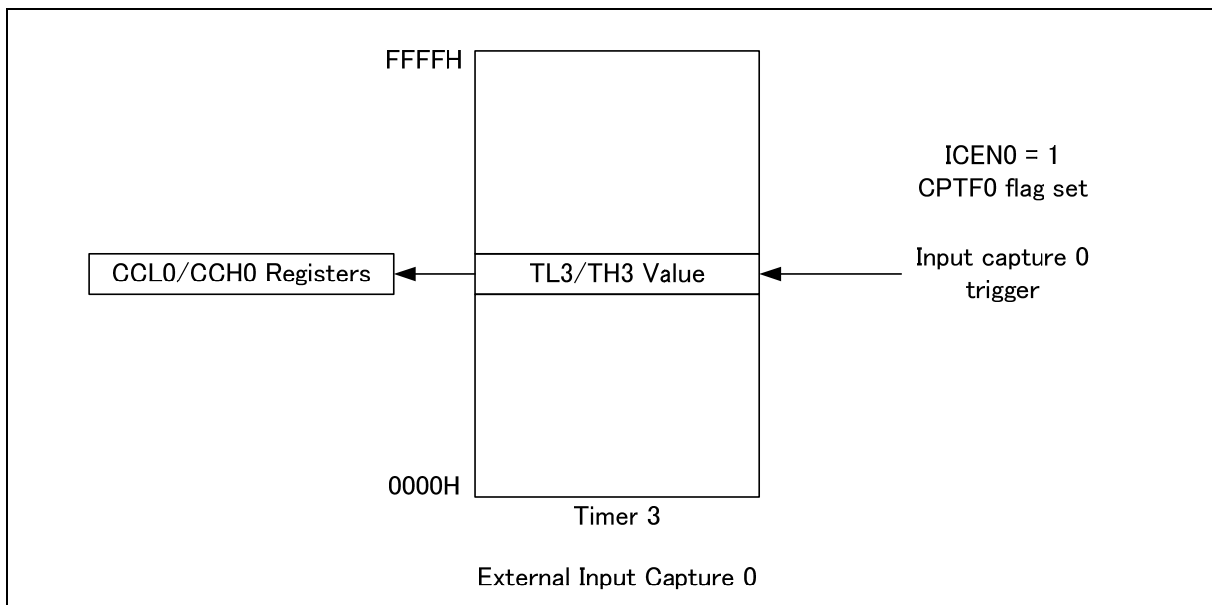 FFFFH
ICEN0 = 1
CPTF0 flag set
CCL0/CCH0 Registers
TL3/TH3 Value
Input capture 0
trigger
0000H
Timer 3
External Input Capture 0